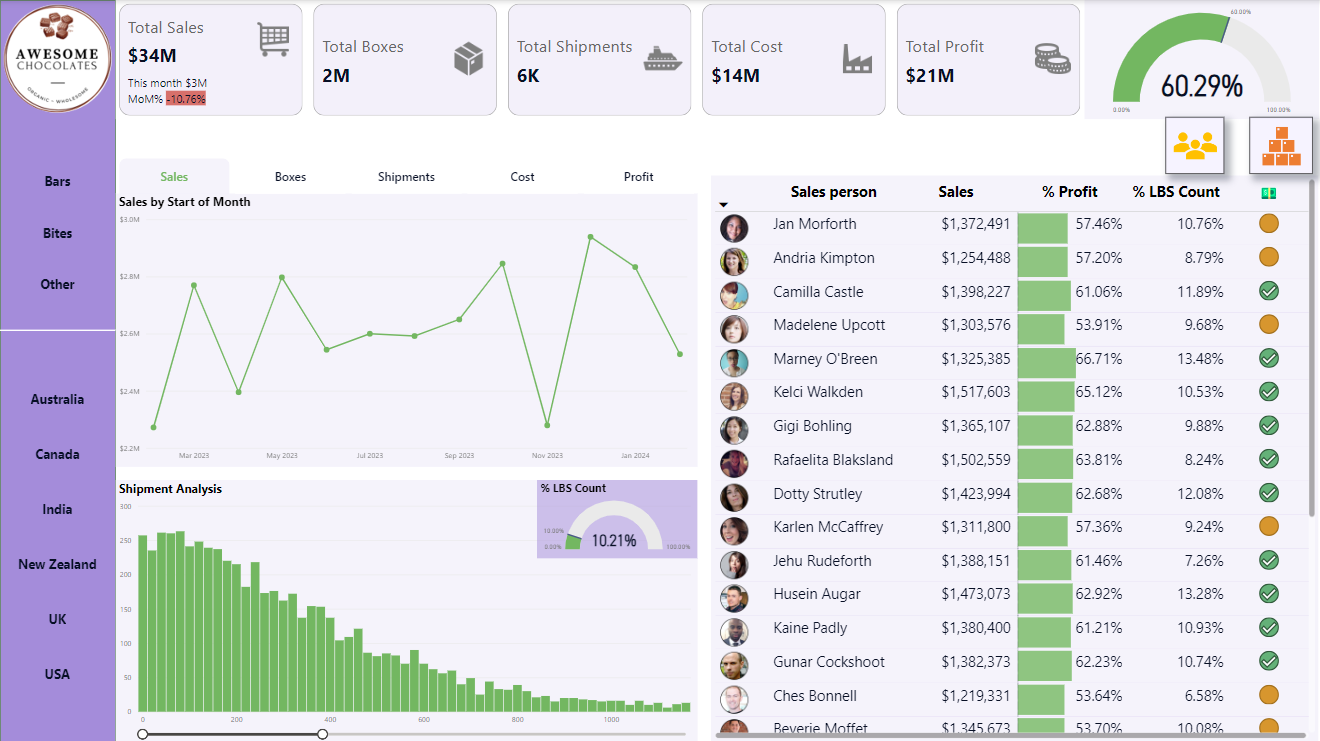 AWESOME
CHOCOLATES
ORGANIC - WHOLESOME
Bars
Bites
Other
Australia
Canada
India
New Zealand
UK
USA
Total Sales
$34M
This month $3M
MoM% -10.76%
Total Boxes
2M
Total Shipments
6K
Total Cost
$14M
Total Profit
$21M
60.00%
60.29%
0.00% 100.00%
Sales Boxes Shipments Cost Profit
Sales by Start of Month
$3.0M
$2.8M
$2.6M
$2.4M
$2.2M
Mar 2023 May 2023 Jul 2023 Sep 2023 Nov 2023 Jan 2024
Shipment Analysis
% LBS Count
10.00%
0.00% 10.21% 100.00%
300
250
200
150
100
50
0
0 200 400 600 800 1000
Sales person Sales % Profit % LBS Count
Jan Morforth $1,372,491 57.46% 10.76%
Andria Kimpton $1,254,488 57.20% 8.79%
Camilla Castle $1,398,227 61.06% 11.89%
Madelene Upcott $1,303,576 53.91% 9.68%
Marney O'Breen $1,325,385 66.71% 13.48%
Kelci Walkden $1,517,603 65.12% 10.53%
Gigi Bohling $1,365,107 62.88% 9.88%
Rafaelita Blaksland $1,502,559 63.81% 8.24%
Dotty Strutley $1,423,994 62.68% 12.08%
Karlen McCaffrey $1,311,800 57.36% 9.24%
Jehu Rudeforth $1,388,151 61.46% 7.26%
Husein Augar $1,473,073 62.92% 13.28%
Kaine Padly $1,380,400 61.21% 10.93%
Gunar Cockshoot $1,382,373 62.23% 10.74%
Ches Bonnell $1,219,331 53.64% 6.58%
Beverie Moffet $1,345,673 53.70% 10.08%